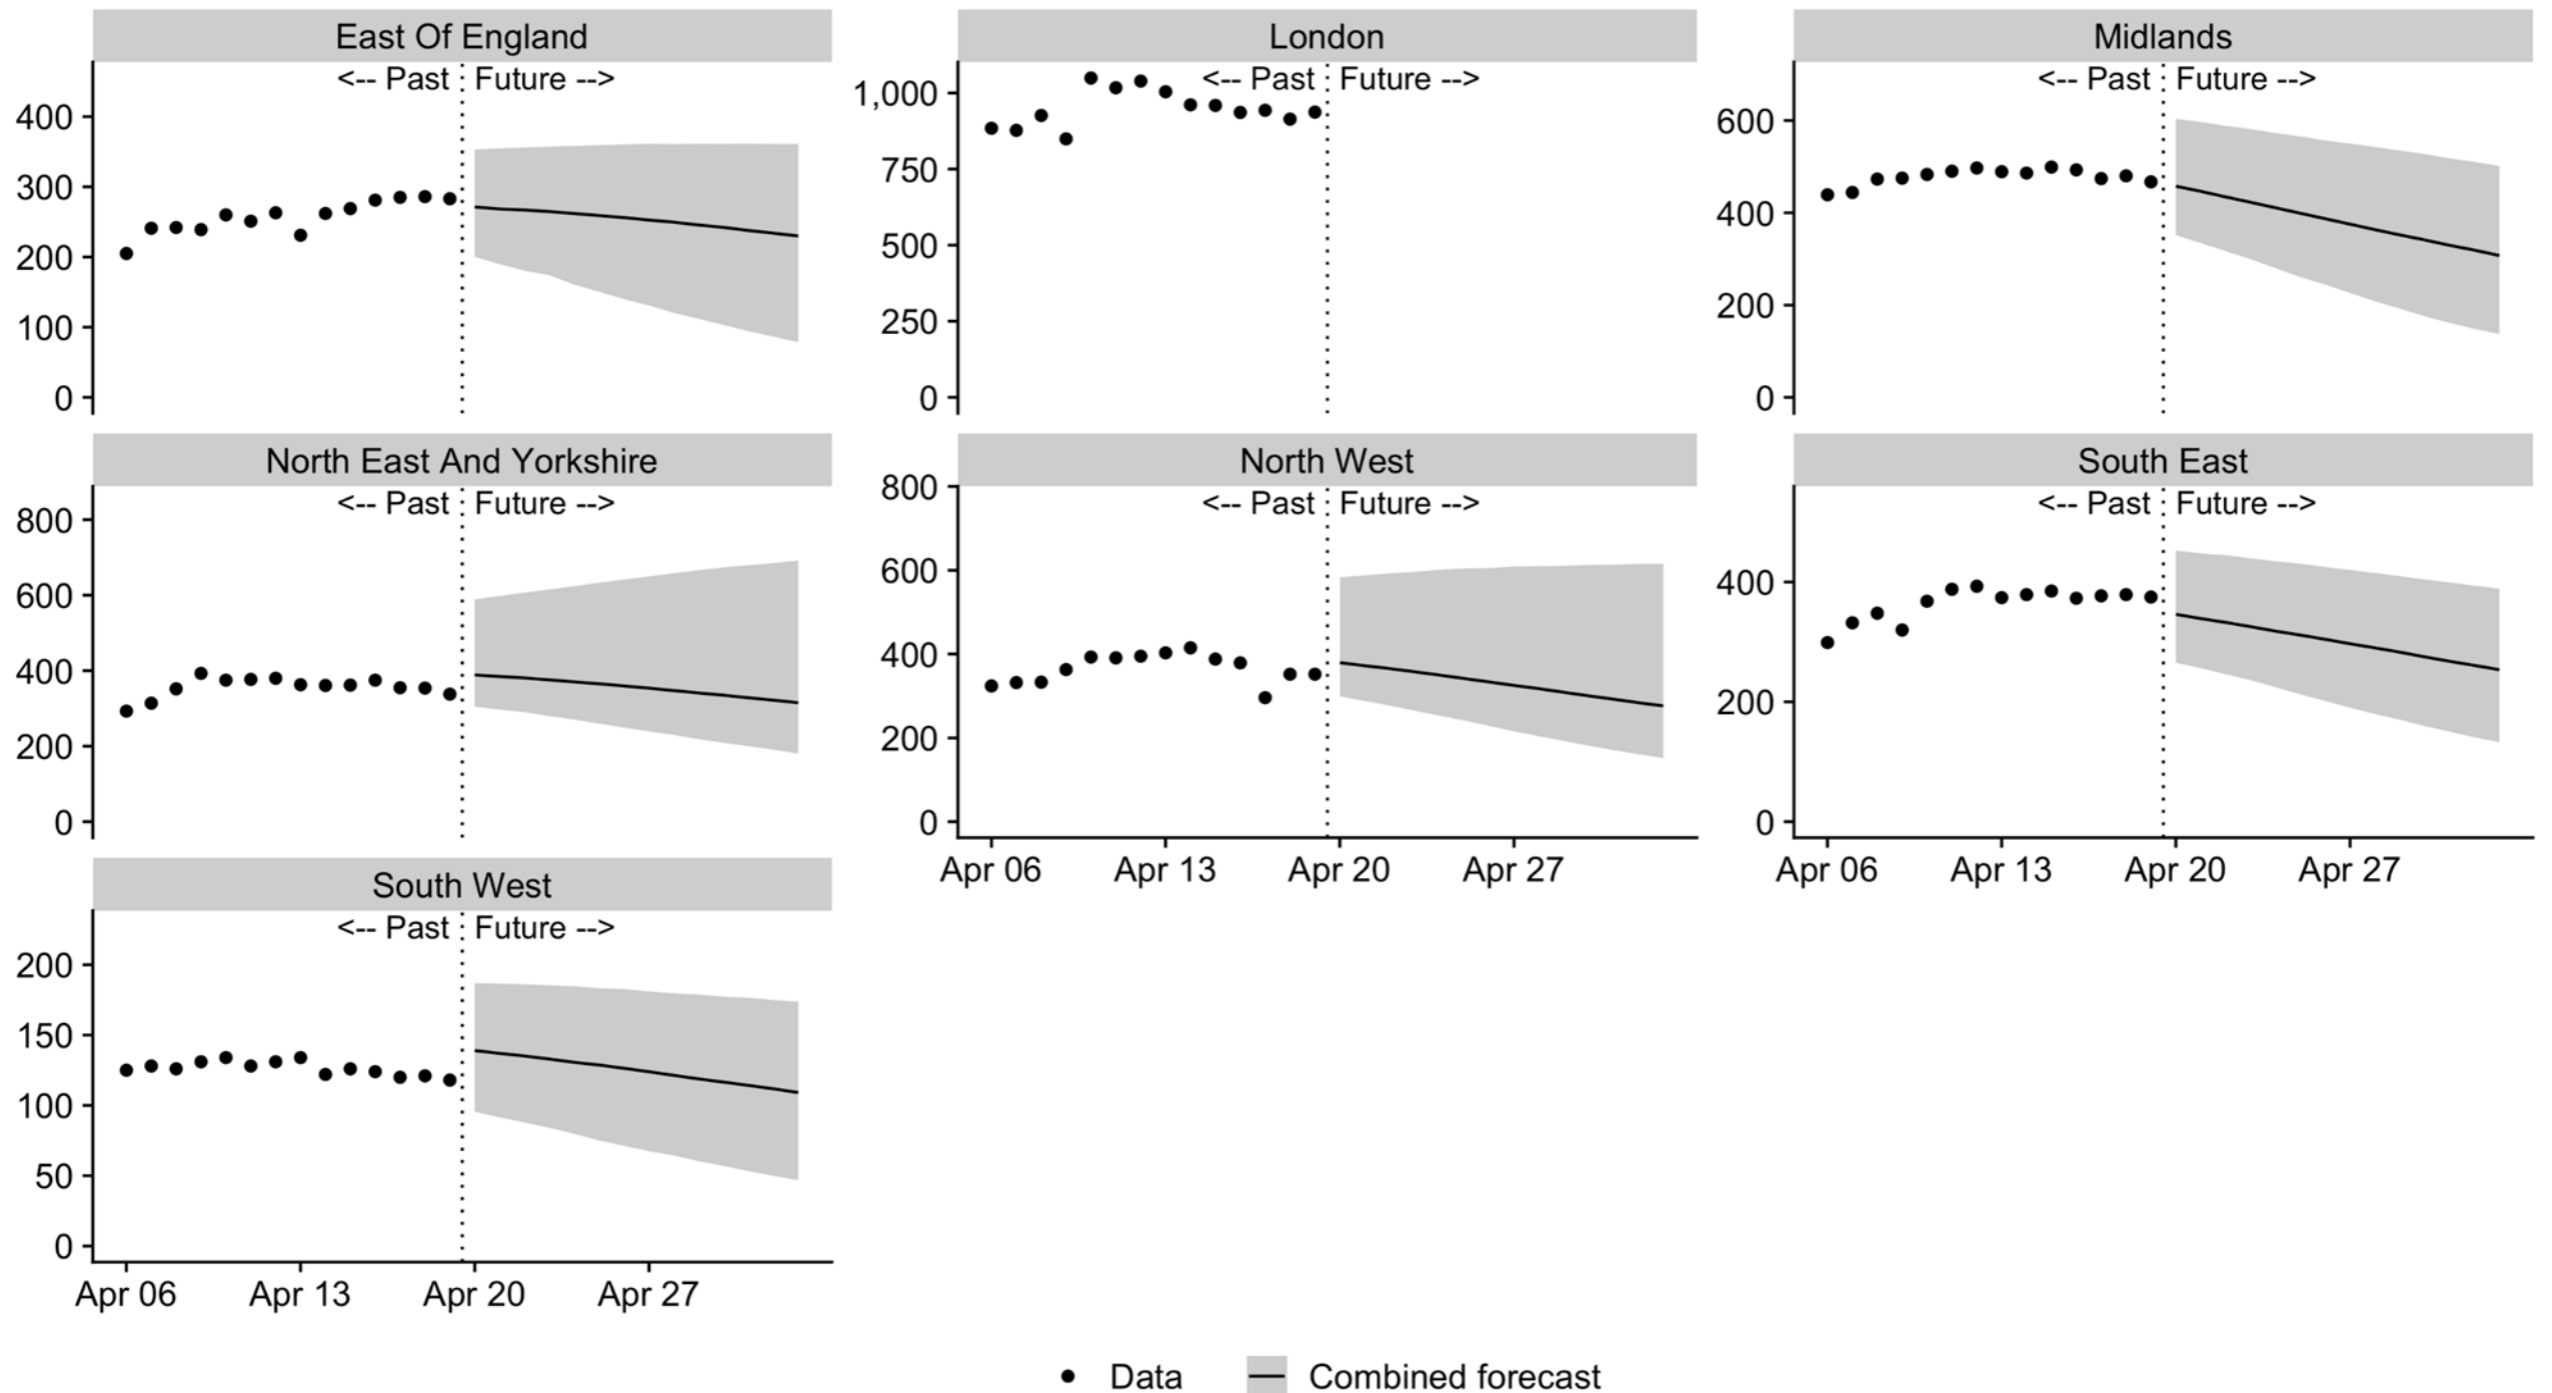 East Of England
<-- Past Future -->
400
300
200
100
0
London
<-- Past Future -->
1,000
750
500
250
0
Midlands
<-- Past Future -->
600
400
200
0
North East And Yorkshire
<-- Past Future -->
800
600
400
200
0
North West
<-- Past Future -->
800
600
400
200
0
Apr 06 Apr 13 Apr 20 Apr 27
South East
<-- Past Future -->
400
200
0
Apr 06 Apr 13 Apr 20 Apr 27
South West
<-- Past Future -->
200
150
100
50
0
Apr 06 Apr 13 Apr 20 Apr 27
Data Combined forecast